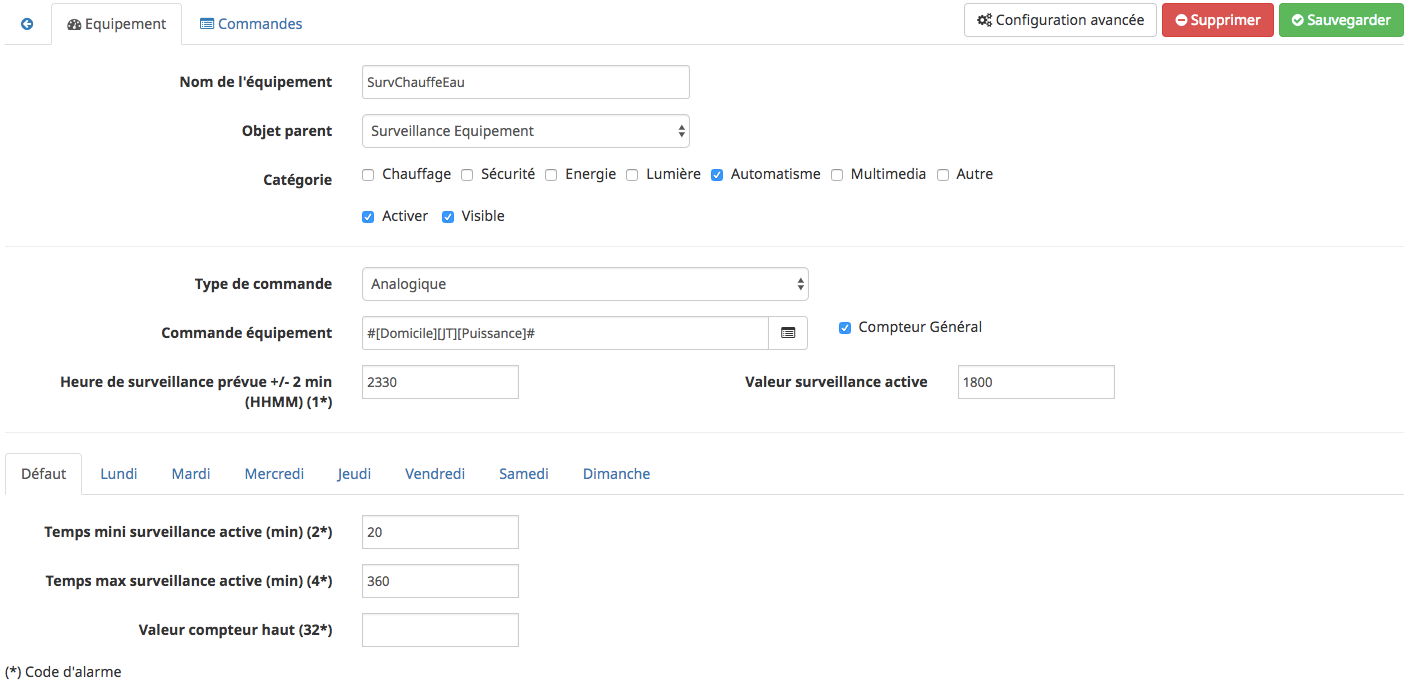 Equipement Commandes Configuration avancée Supprimer Sauvegarder
Nom de l'équipement SurvChauffeEau
Objet parent Surveillance Equipement
Catégorie Chauffage Sécurité Energie Lumière Automatisme Multimedia Autre
Activer Visible
Type de commande Analogique
Commande équipement #[Domicile][JT][Puissance]# Compteur Général
Heure de surveillance prévue +/- 2 min 2330 Valeur surveillance active 1800
(HHMM) (1*)
Défaut Lundi Mardi Mercredi Jeudi Vendredi Samedi Dimanche
Temps mini surveillance active (min) (2*) 20
Temps max surveillance active (min) (4*) 360
Valeur compteur haut (32*)
(*) Code d'alarme